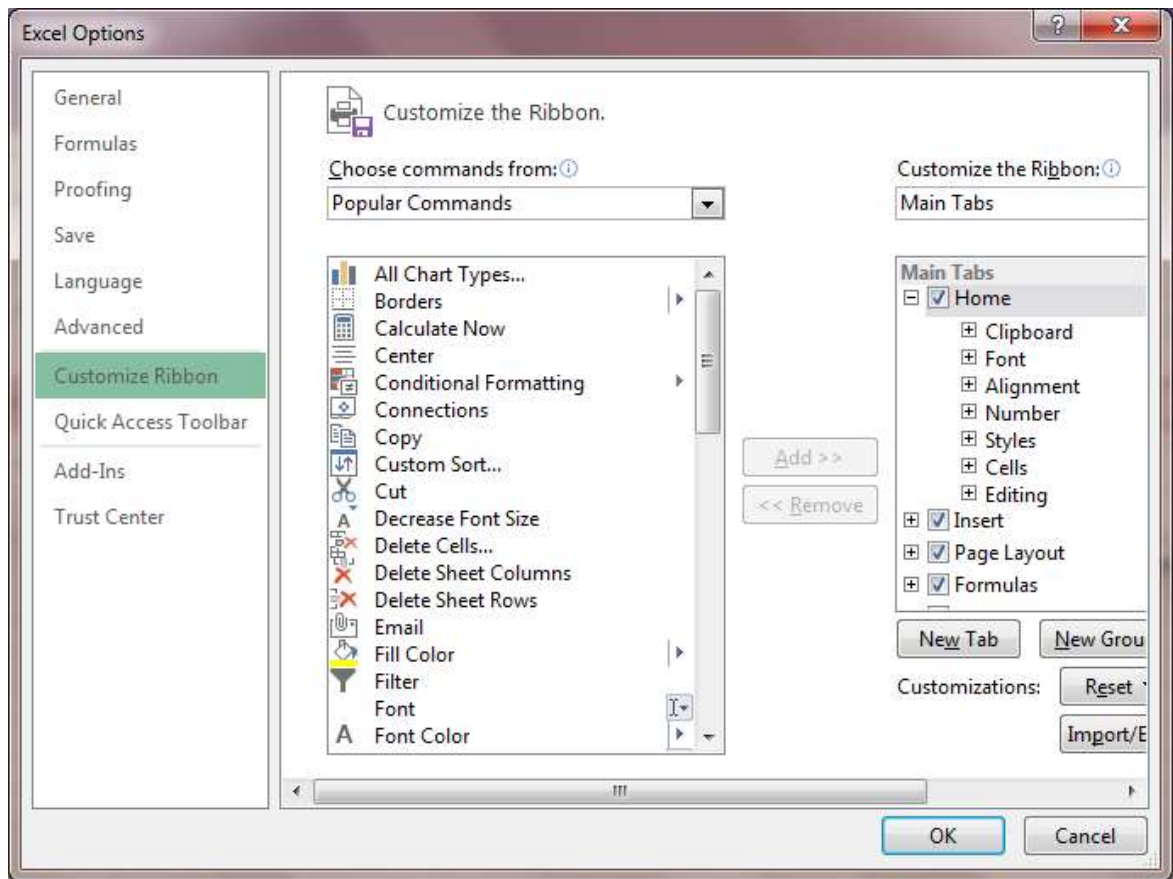 Excel Options
General
Formulas
Proofing
Save
Language
Advanced
Customize Ribbon
Quick Access Toolbar
Add-Ins
Trust Center
Customize the Ribbon.
Choose commands from:
Popular Commands
All Chart Types...
Borders
Calculate Now
Center
Conditional Formatting
Connections
Copy
Custom Sort...
Cut
Decrease Font Size
Delete Cells...
Delete Sheet Columns
Delete Sheet Rows
Email
Fill Color
Filter
Font
Font Color
Add >>
<< Remove
Customize the Ribbon:
Main Tabs
Main Tabs
Home
Clipboard
Font
Alignment
Number
Styles
Cells
Editing
Insert
Page Layout
Formulas
New Tab
New Grou
Customizations:
Reset
Import/E
OK
Cancel